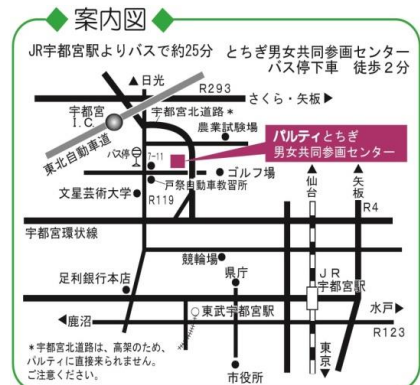 案内図
JR宇都宮駅よりバスで約25分 とちぎ男女共同参画センター
バス停下車 徒歩2分
▲日光
R293
さくら・矢板▶
宇都宮
I.C.
宇都宮北道路*
農業試験場
東北自動車道
バス停
7-11
パルティとちぎ
男女共同参画センター
ゴルフ場
戸祭自動車教習所
文星芸術大学
R119
▲仙台
▲矢板
R4
宇都宮環状線
競輪場
県庁
足利銀行本店
JR
宇都宮駅
東武宇都宮駅
水戸▶
◀鹿沼
R123
*宇都宮北道路は、高架のため、
パルティに直接来られません。
ご注意ください。
市役所
東京▼